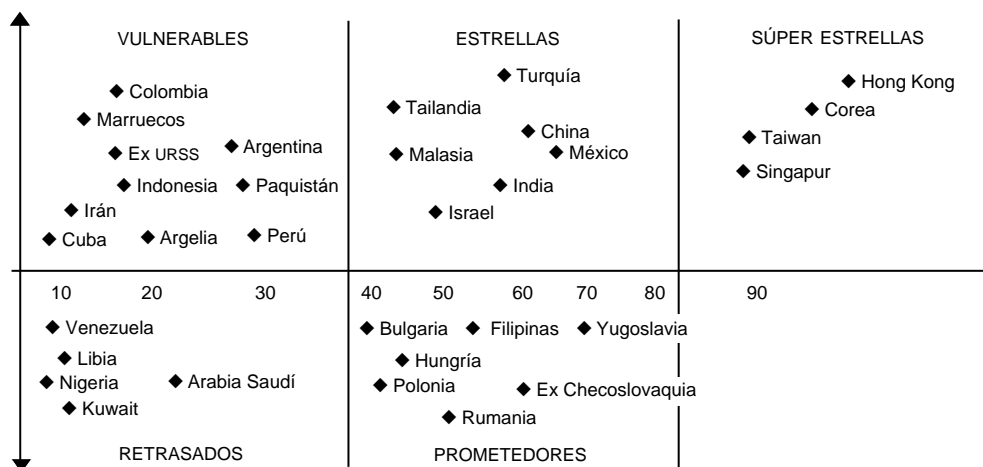 VULNERABLES
Colombia
Marruecos
Ex URSS
Argentina
Indonesia
Paquistán
Irán
Cuba
Argelia
Perú
ESTRELLAS
Turquía
Tailandia
China
Malasia
México
India
Israel
SÚPER ESTRELLAS
Hong Kong
Corea
Taiwan
Singapur
10 20 30 40 50 60 70 80 90
Venezuela
Libia
Nigeria
Arabia Saudí
Kuwait
RETRASADOS
Bulgaria
Filipinas
Yugoslavia
Hungría
Polonia
Ex Checoslovaquia
Rumania
PROMETEDORES